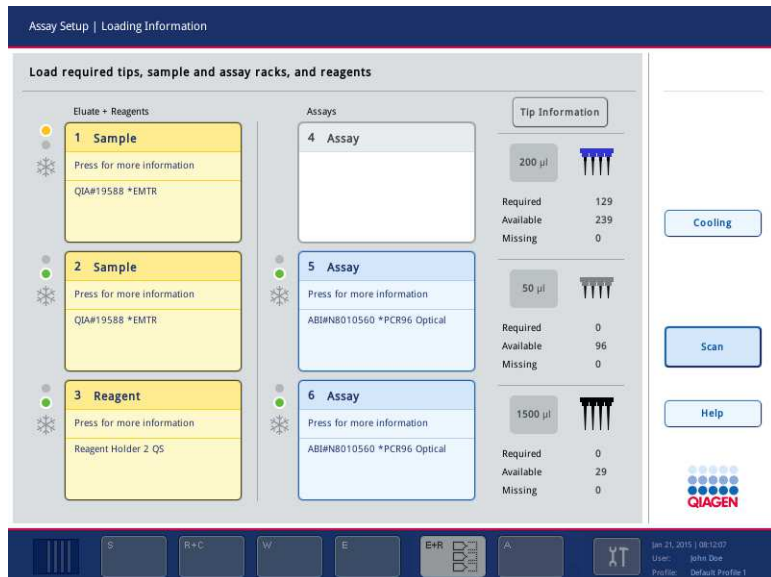 Assay Setup | Loading Information
Load required tips, sample and assay racks, and reagents
Eluate + Reagents
1 Sample
Press for more information
QIA#19588 *EMTR
2 Sample
Press for more information
QIA#19588 *EMTR
3 Reagent
Press for more information
Reagent Holder 2 QS
Assays
4 Assay
5 Assay
Press for more information
ABI#N8010560 *PCR96 Optical
6 Assay
Press for more information
ABI#N8010560 *PCR96 Optical
Tip Information
200 µl
Required 129
Available 239
Missing 0
50 µl
Required 0
Available 96
Missing 0
1500 µl
Required 0
Available 29
Missing 0
Cooling
Scan
Help
QIAGEN
S
R+C
W
E
E+R
A
Jan 21, 2015 | 08:12:07
User: John Doe
Profile: Default Profile 1